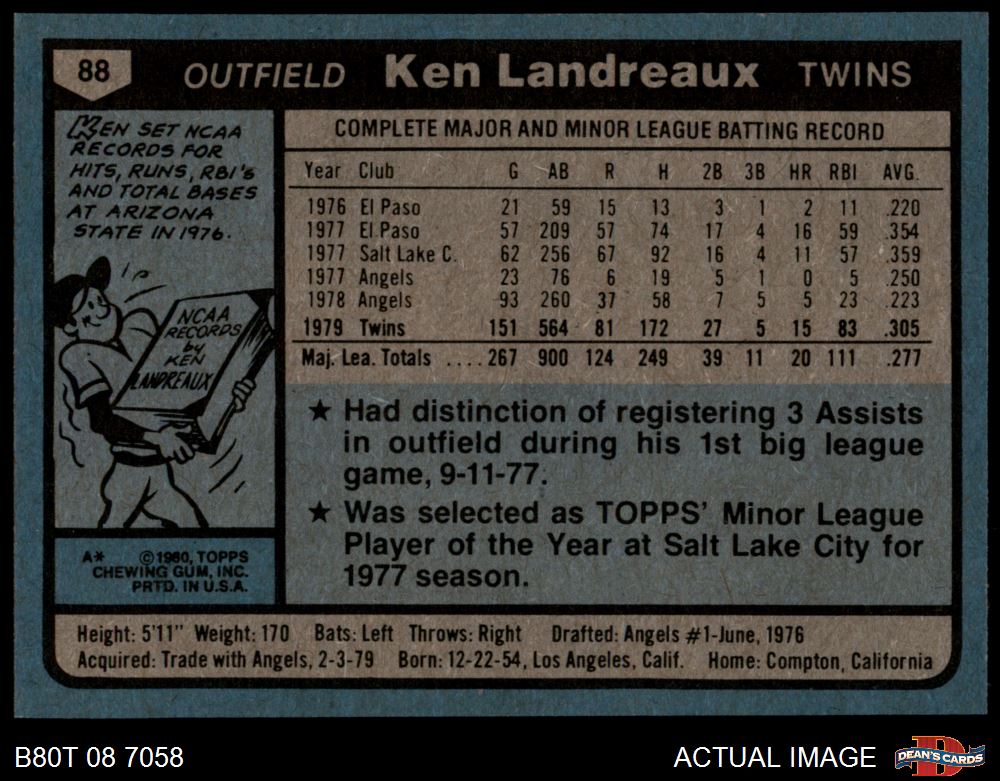 88 OUTFIELD Ken Landreaux TWINS
KEN SET NCAA
RECORDS FOR
HITS, RUNS, RBI's
AND TOTAL BASES
AT ARIZONA
STATE IN 1976.
NCAA
RECORDS
by
KEN
LANDREAUX
A* ©1980, TOPPS
CHEWING GUM, INC.
PRTD. IN U.S.A.
COMPLETE MAJOR AND MINOR LEAGUE BATTING RECORD
Year Club G AB R H 2B 3B HR RBI AVG.
1976 El Paso 21 59 15 13 3 1 2 11 .220
1977 El Paso 57 209 57 74 17 4 16 59 .354
1977 Salt Lake C. 62 256 67 92 16 4 11 57 .359
1977 Angels 23 76 6 19 5 1 0 5 .250
1978 Angels 93 260 37 58 7 5 5 23 .223
1979 Twins 151 564 81 172 27 5 15 83 .305
Maj. Lea. Totals .... 267 900 124 249 39 11 20 111 .277
★ Had distinction of registering 3 Assists
in outfield during his 1st big league
game, 9-11-77.
★ Was selected as TOPPS' Minor League
Player of the Year at Salt Lake City for
1977 season.
Height: 5'11" Weight: 170 Bats: Left Throws: Right Drafted: Angels #1-June, 1976
Acquired: Trade with Angels, 2-3-79 Born: 12-22-54, Los Angeles, Calif. Home: Compton, California
B80T 08 7058 ACTUAL IMAGE
D
DEAN'S CARDS